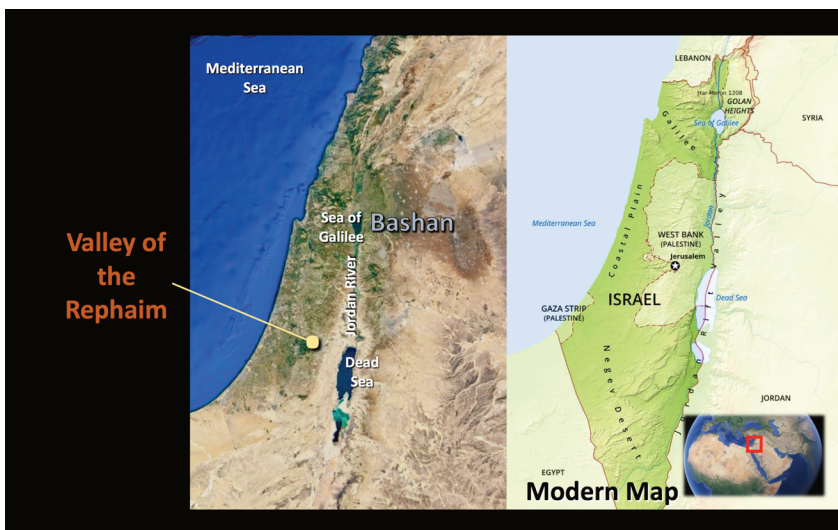 Mediterranean
Sea
Sea of
Galilee
Bashan
Valley of
the
Rephaim
Jordan River
Dead
Sea
LEBANON
Har Meron 1208
GOLAN
HEIGHTS
Sea of Galilee
SYRIA
Galilee
Mediterranean Sea
Coastal Plain
Jordan
WEST BANK
(PALESTINE)
Jerusalem
ISRAEL
GAZA STRIP
(PALESTINE)
Dead Sea
Jordan Rift Valley
Negev Desert
JORDAN
EGYPT
Modern Map